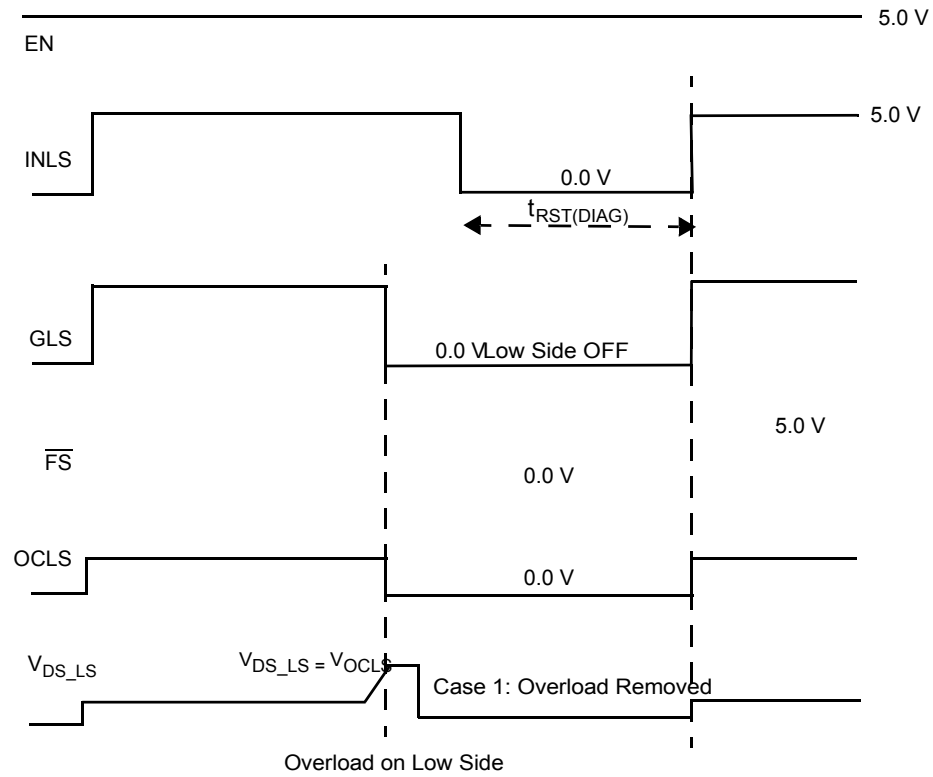 5.0 V
EN
5.0 V
INLS
0.0 V
tRST(DIAG)
GLS
0.0 VLow Side OFF
5.0 V
FS
0.0 V
OCLS
0.0 V
VDS_LS
VDS_LS = VOCLS
Case 1: Overload Removed
Overload on Low Side